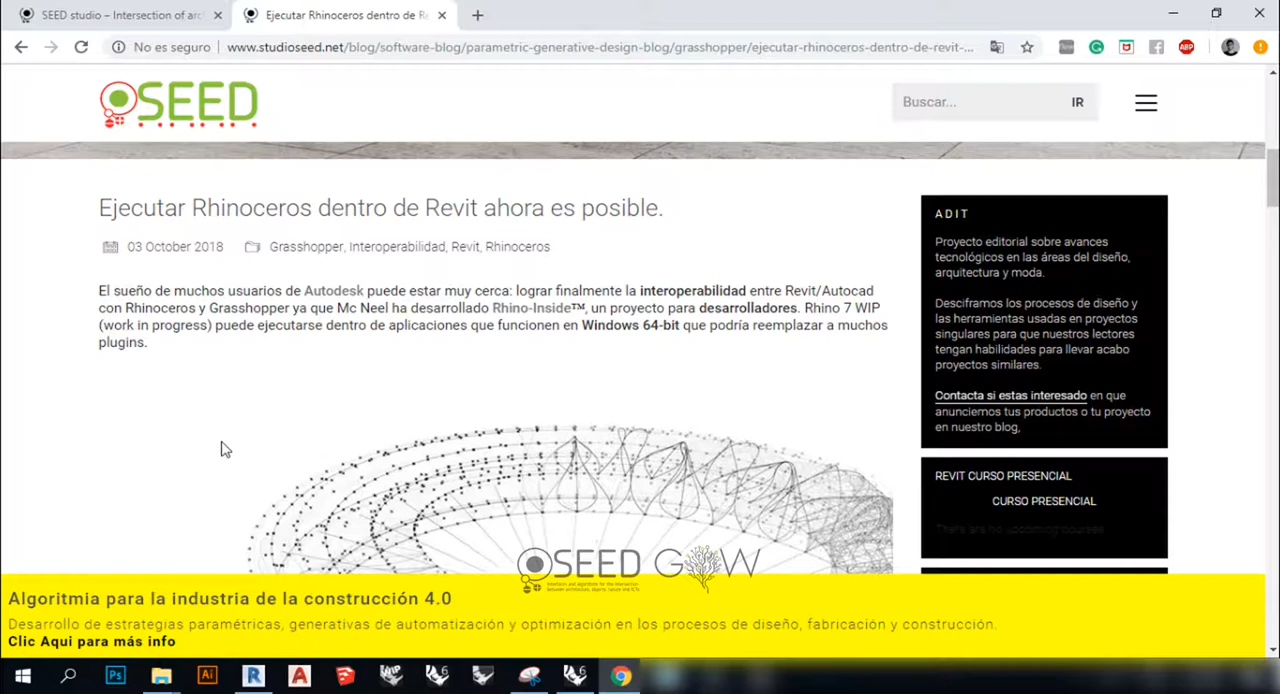 SEED studio – Intersection of arc
Ejecutar Rhinoceros dentro de Re
No es seguro
www.studioseed.net/blog/software-blog/parametric-generative-design-blog/grasshopper/ejecutar-rhinoceros-dentro-de-revit-...
ABP
SEED
Buscar...
IR
Ejecutar Rhinoceros dentro de Revit ahora es posible.
03 October 2018
Grasshopper, Interoperabilidad, Revit, Rhinoceros
El sueño de muchos usuarios de Autodesk puede estar muy cerca: lograr finalmente la interoperabilidad entre Revit/Autocad
con Rhinoceros y Grasshopper ya que Mc Neel ha desarrollado Rhino-Inside™, un proyecto para desarrolladores. Rhino 7 WIP
(work in progress) puede ejecutarse dentro de aplicaciones que funcionen en Windows 64-bit que podría reemplazar a muchos
plugins.
ADIT
Proyecto editorial sobre avances
tecnológicos en las áreas del diseño,
arquitectura y moda.
Desciframos los procesos de diseño y
las herramientas usadas en proyectos
singulares para que nuestros lectores
tengan habilidades para llevar acabo
proyectos similares.
Contacta si estas interesado en que
anunciemos tus productos o tu proyecto
en nuestro blog,
REVIT CURSO PRESENCIAL
CURSO PRESENCIAL
There are no upcoming courses
SEED GROW
Algoritmia para la industria de la construcción 4.0
Desarrollo de estrategias paramétricas, generativas de automatización y optimización en los procesos de diseño, fabricación y construcción.
Clic Aqui para más info
Ps
Ai
R
A
6
6